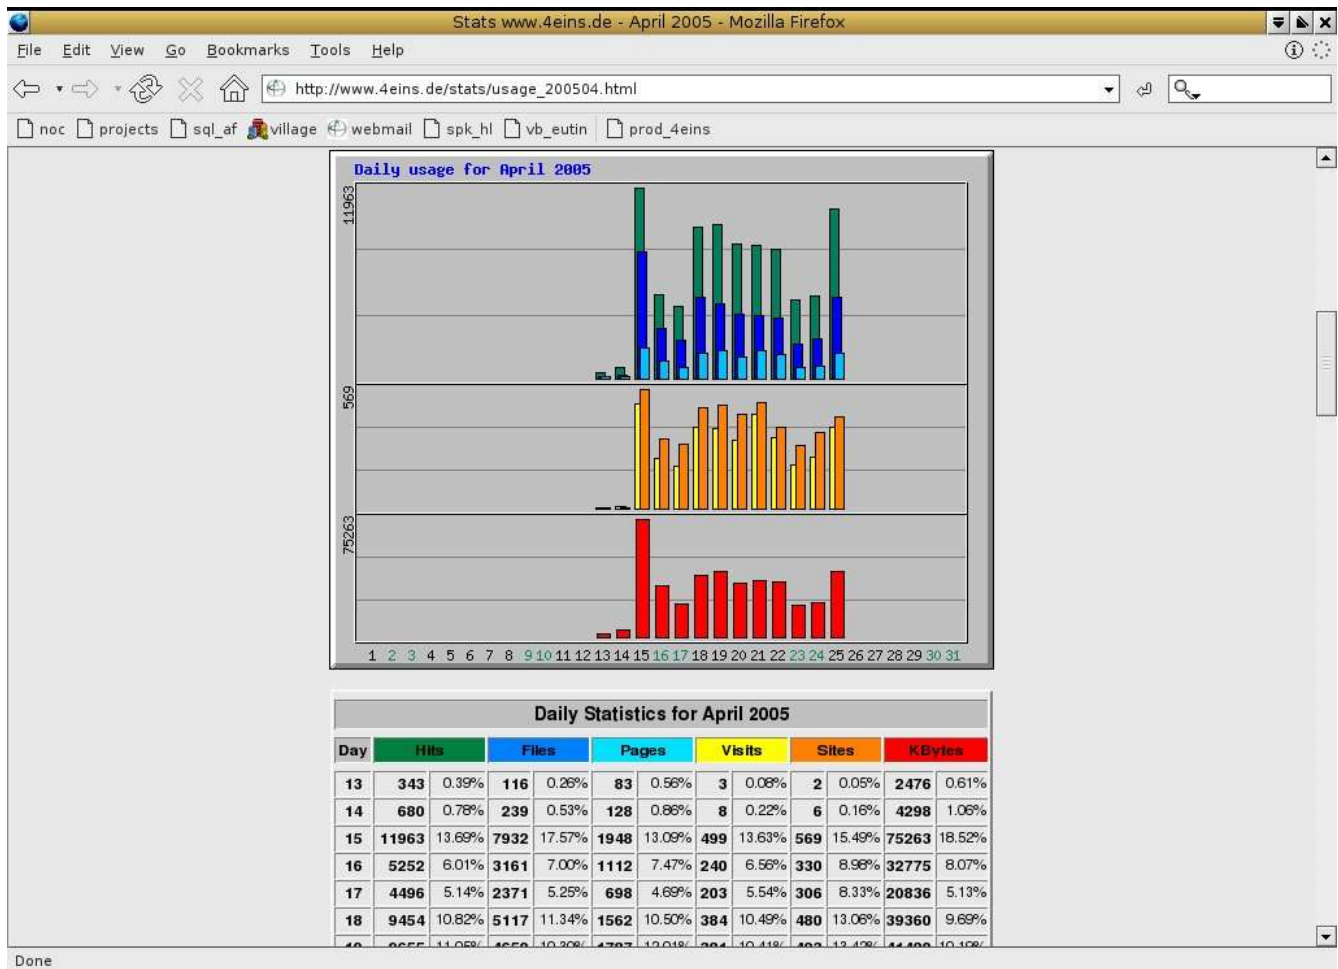 Stats www.4eins.de - April 2005 - Mozilla Firefox
File Edit View Go Bookmarks Tools Help
http://www.4eins.de/stats/usage_200504.html
noc projects sql_af village webmail spk_hl vb_eutin prod_4eins
Daily usage for April 2005
11963
569
75263
1 2 3 4 5 6 7 8 9 10 11 12 13 14 15 16 17 18 19 20 21 22 23 24 25 26 27 28 29 30 31
Daily Statistics for April 2005
Day Hits Files Pages Visits Sites KBytes
13 343 0.39% 116 0.26% 83 0.56% 3 0.08% 2 0.05% 2476 0.61%
14 680 0.78% 239 0.53% 128 0.86% 8 0.22% 6 0.16% 4298 1.06%
15 11963 13.69% 7932 17.57% 1948 13.09% 499 13.63% 569 15.49% 75263 18.52%
16 5252 6.01% 3161 7.00% 1112 7.47% 240 6.56% 330 8.98% 32775 8.07%
17 4496 5.14% 2371 5.25% 698 4.69% 203 5.54% 306 8.33% 20836 5.13%
18 9454 10.82% 5117 11.34% 1562 10.50% 384 10.49% 480 13.06% 39360 9.69%
Done